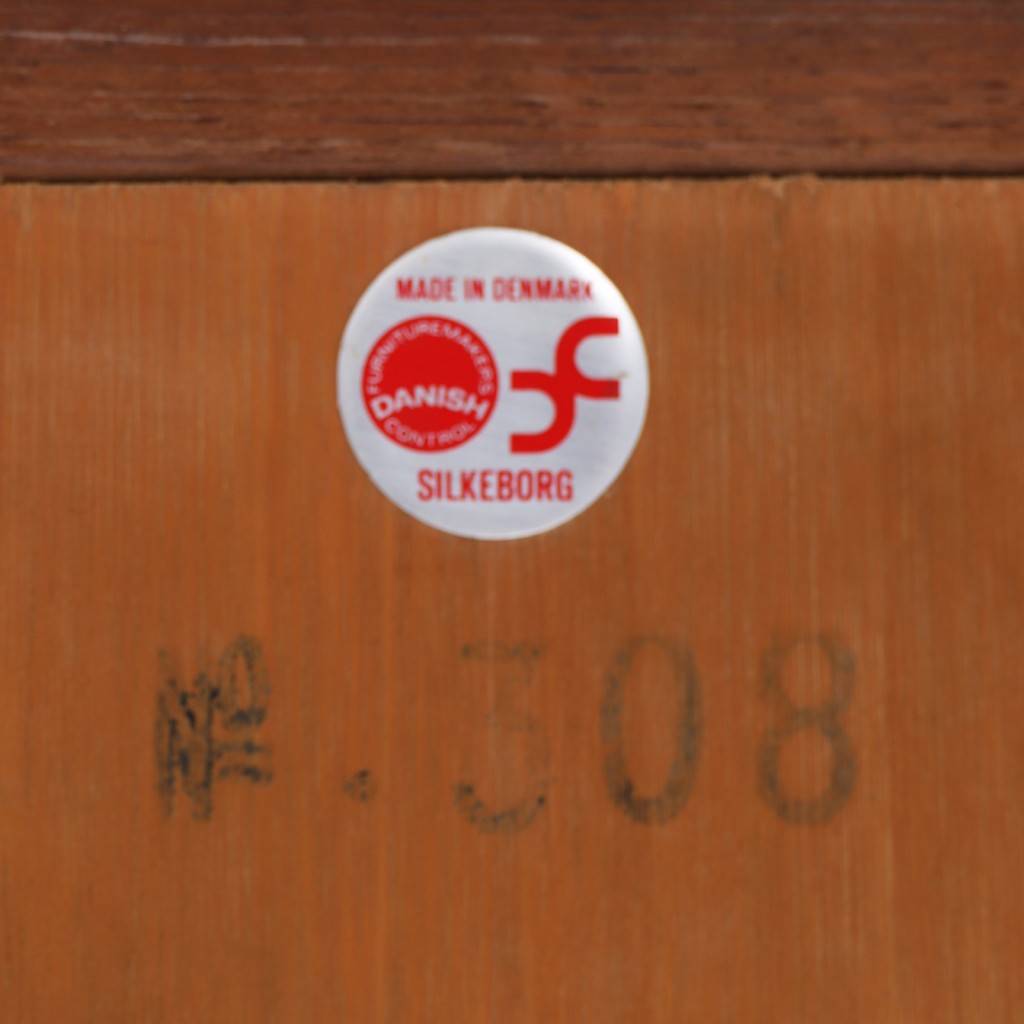 MADE IN DENMARK
FURNITUREMAKERS
DANISH
CONTROL
SILKEBORG
№. 308